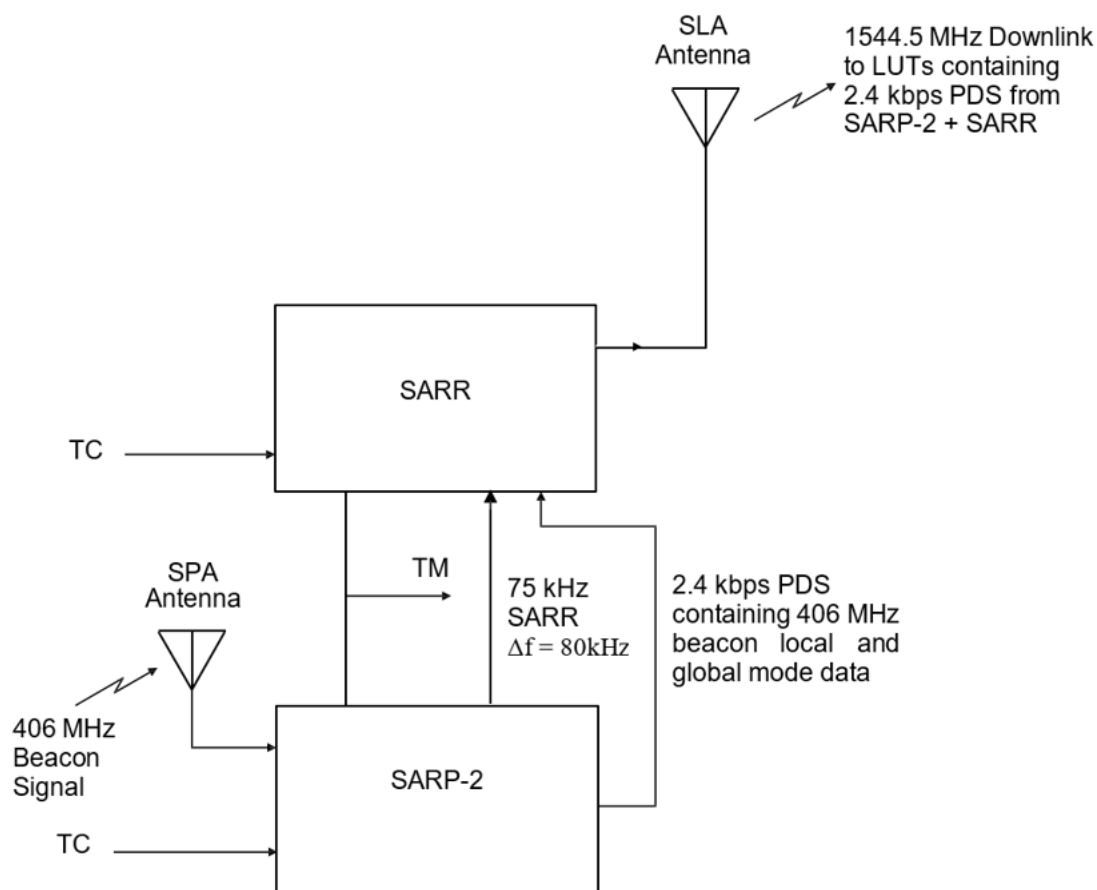 SLA
Antenna
1544.5 MHz Downlink
to LUTs containing
2.4 kbps PDS from
SARP-2 + SARR
SARR
TC
TM
SPA
Antenna
75 kHz
SARR
Δf = 80kHz
2.4 kbps PDS
containing 406 MHz
beacon local and
global mode data
406 MHz
Beacon
Signal
SARP-2
TC